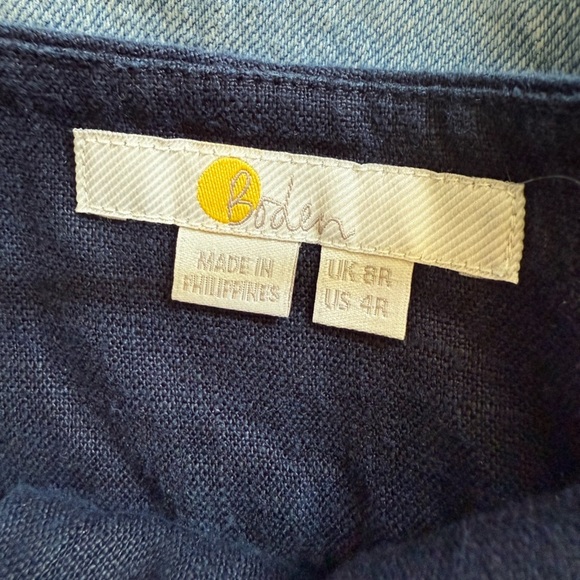 Boden
MADE IN
PHILIPPINES
UK 8R
US 4R